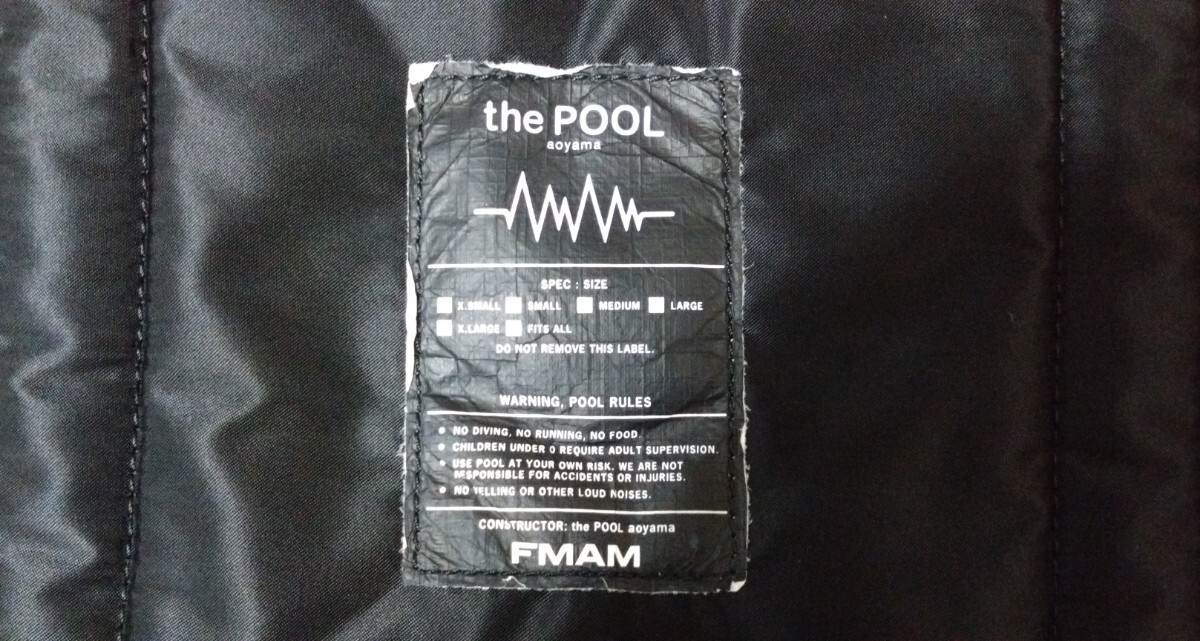 the POOL
aoyama
SPEC : SIZE
X.SMALL SMALL MEDIUM LARGE
X.LARGE FITS ALL
DO NOT REMOVE THIS LABEL.
WARNING, POOL RULES
NO DIVING, NO RUNNING, NO FOOD.
CHILDREN UNDER 0 REQUIRE ADULT SUPERVISION.
USE POOL AT YOUR OWN RISK. WE ARE NOT
RESPONSIBLE FOR ACCIDENTS OR INJURIES.
NO YELLING OR OTHER LOUD NOISES.
CONSTRUCTOR: the POOL aoyama
FMAM